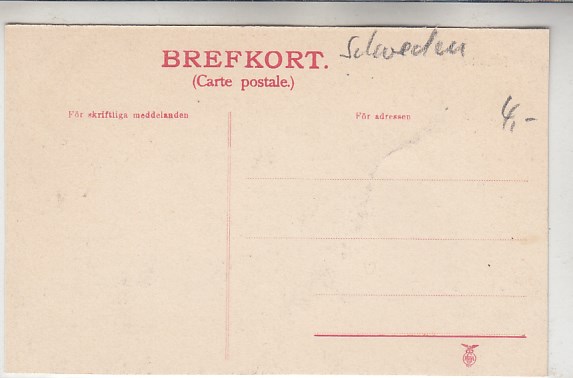 BREFKORT.
Schweden
(Carte postale.)
För skriftliga meddelanden
För adressen
4,-